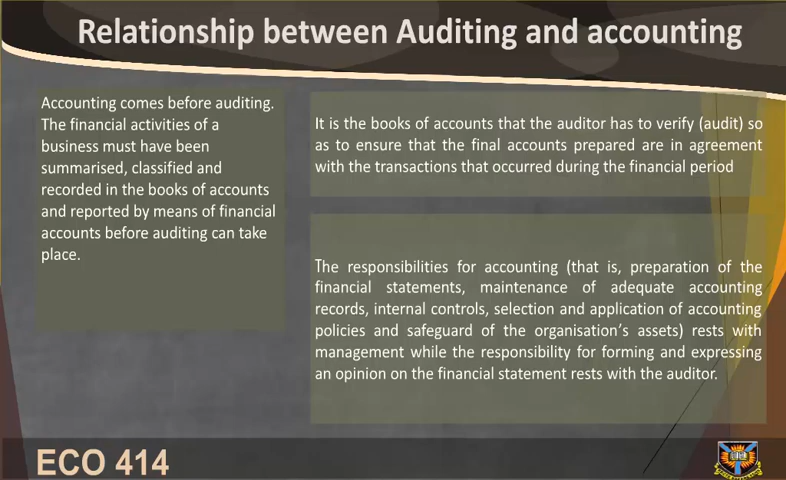 Relationship between Auditing and accounting
Accounting comes before auditing.
The financial activities of a
business must have been
summarised, classified and
recorded in the books of accounts
and reported by means of financial
accounts before auditing can take
place.
It is the books of accounts that the auditor has to verify (audit) so
as to ensure that the final accounts prepared are in agreement
with the transactions that occurred during the financial period
The responsibilities for accounting (that is, preparation of the
financial statements, maintenance of adequate accounting
records, internal controls, selection and application of accounting
policies and safeguard of the organisation's assets) rests with
management while the responsibility for forming and expressing
an opinion on the financial statement rests with the auditor.
ECO 414